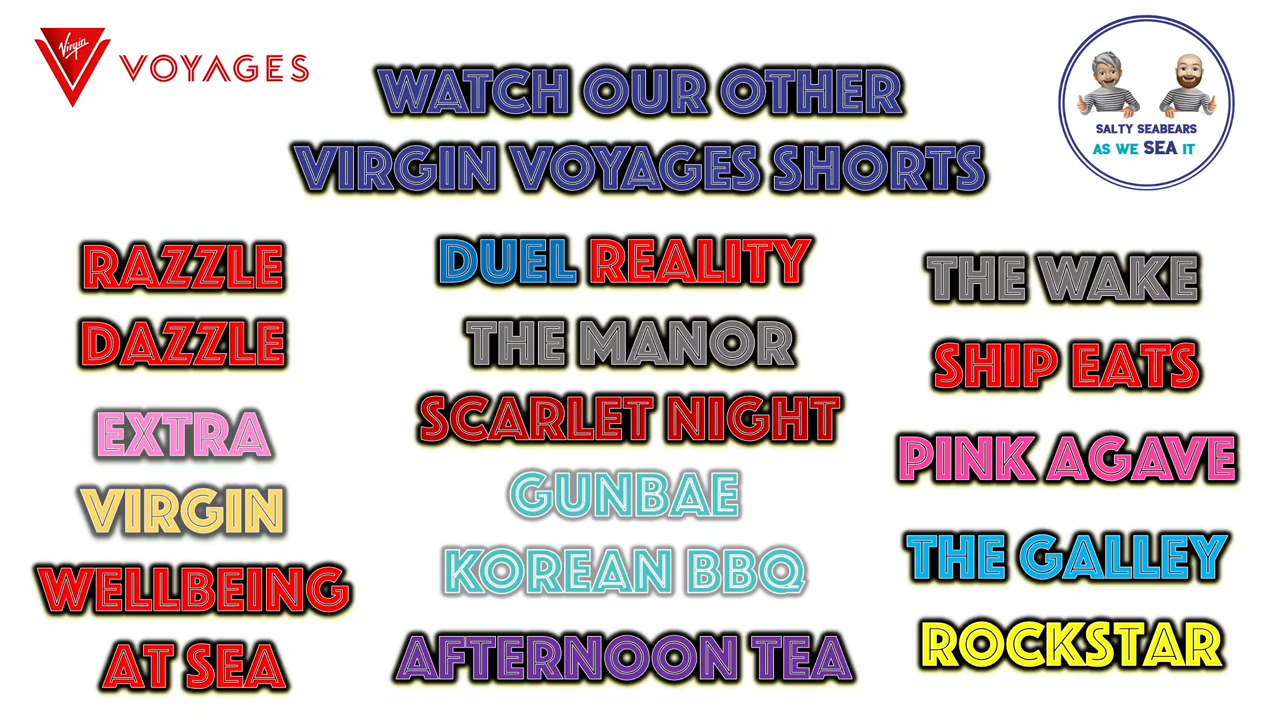 Virgin
VOYAGES
WATCH OUR OTHER
VIRGIN VOYAGES SHORTS
SALTY SEABEARS
AS WE SEA IT
RAZZLE
DAZZLE
EXTRA
VIRGIN
WELLBEING
AT SEA
DUEL REALITY
THE MANOR
SCARLET NIGHT
GUNBAE
KOREAN BBQ
AFTERNOON TEA
THE WAKE
SHIP EATS
PINK AGAVE
THE GALLEY
ROCKSTAR